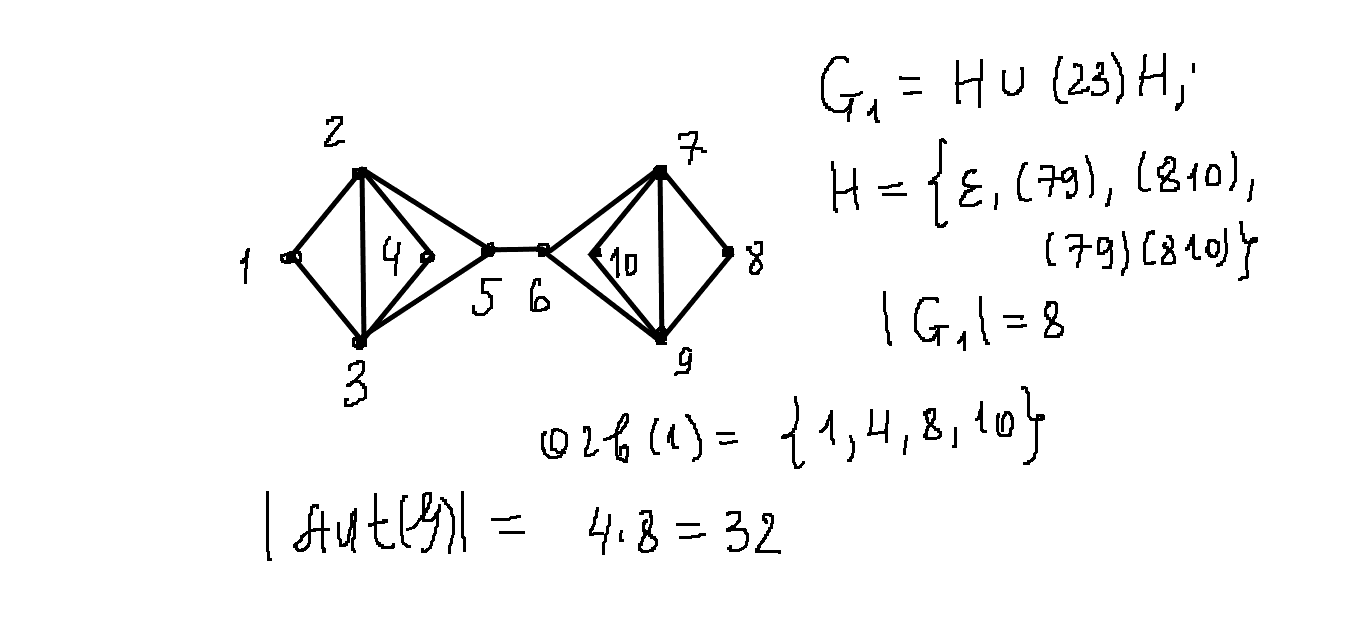 G₁ = H ∪ (23)H,
2
7
H = {ε, (79), (810),
(79)(810)}
1
4
5
6
10
8
|G₁| = 8
3
9
orb(1) = {1, 4, 8, 10}
|Aut(G)| = 4·8 = 32